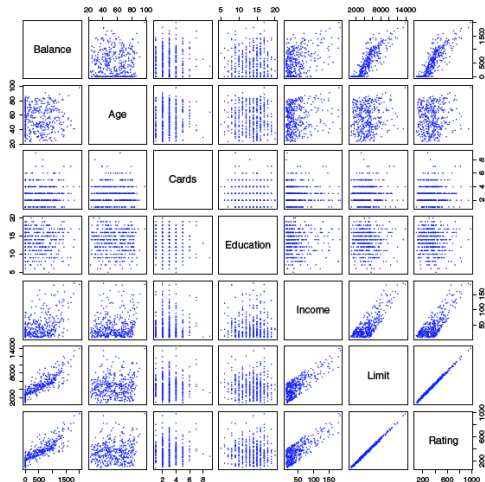 20 40 60 80 100
5 10 15 20
2000 8000 14000
Balance
0 500 1500
20 40 60 80 100
Age
Cards
2 4 6 8
5 10 15 20
Education
Income
50 100 150
2000 8000 14000
Limit
Rating
200 600 1000
0 500 1500
2 4 6 8
50 100 150
200 600 1000